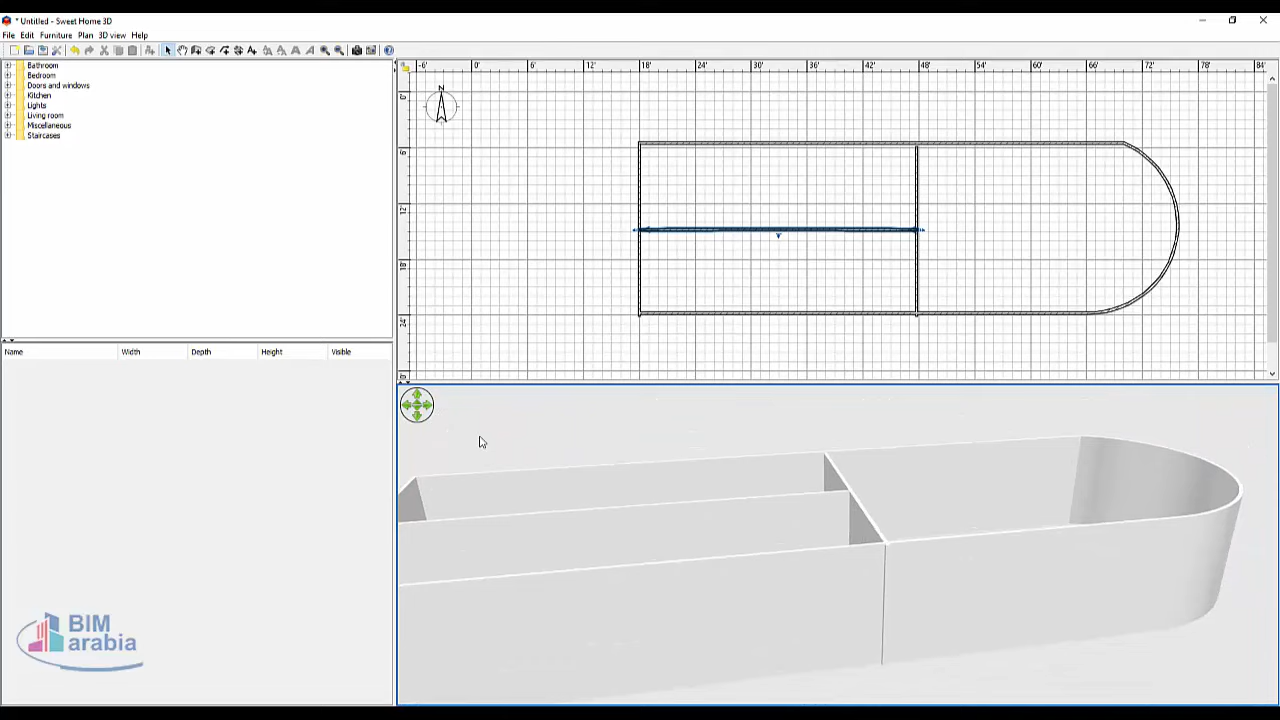 * Untitled - Sweet Home 3D
File Edit Furniture Plan 3D view Help
Bathroom
Bedroom
Doors and windows
Kitchen
Lights
Living room
Miscellaneous
Staircases
-6' 0' 6' 12' 18' 24' 30' 36' 42' 48' 54' 60' 66' 72' 78' 84'
N
0'
6'
12'
18'
24'
Name Width Depth Height Visible
BIM
arabia